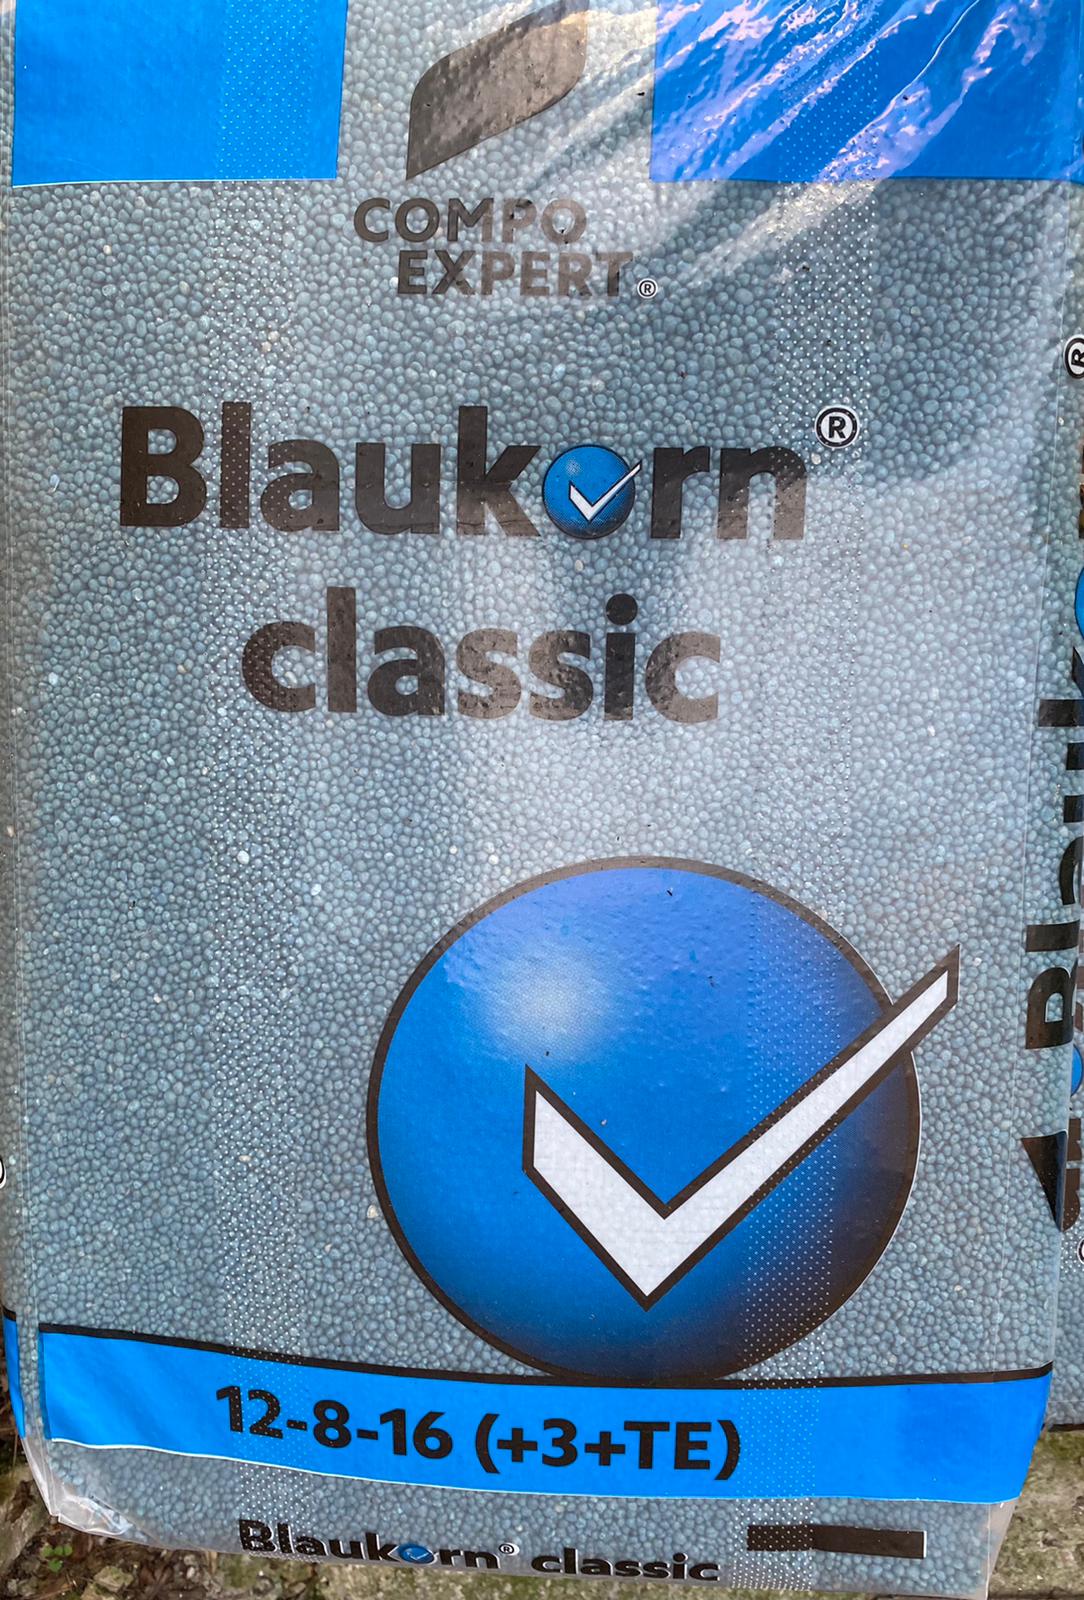 COMPO
EXPERT®
Blaukorn®
classic
12-8-16 (+3+TE)
Blaukorn® classic